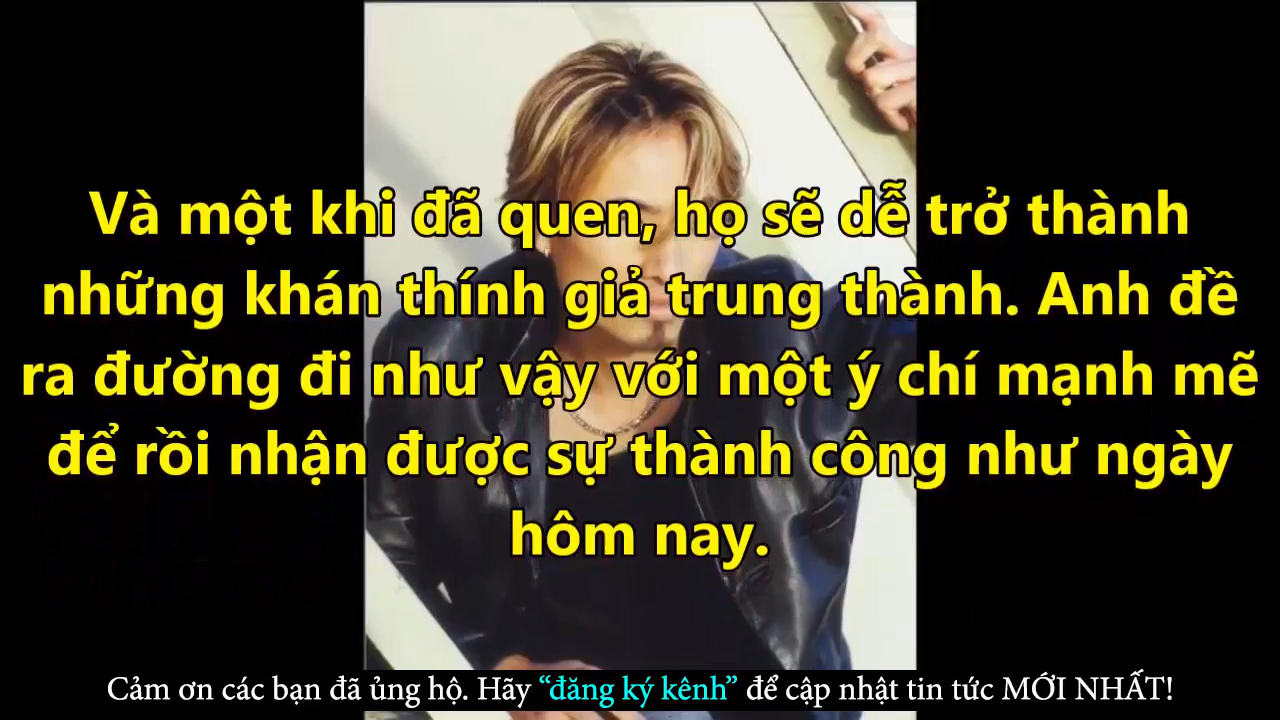 Và một khi đã quen, họ sẽ dễ trở thành
những khán thính giả trung thành. Anh đề
ra đường đi như vậy với một ý chí mạnh mẽ
để rồi nhận được sự thành công như ngày
hôm nay.
Cảm ơn các bạn đã ủng hộ. Hãy “đăng ký kênh” để cập nhật tin tức MỚI NHẤT!